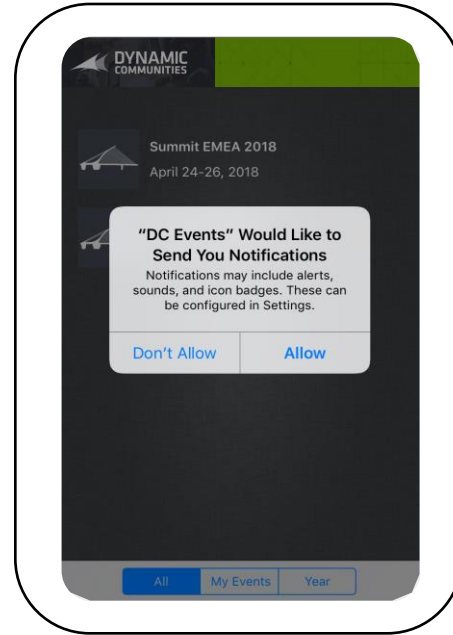 DYNAMIC
COMMUNITIES
Summit EMEA 2018
April 24-26, 2018
“DC Events” Would Like to
Send You Notifications
Notifications may include alerts,
sounds, and icon badges. These can
be configured in Settings.
Don’t Allow
Allow
All
My Events
Year